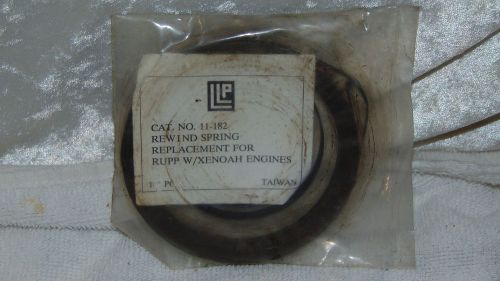 LLP
CAT. NO. 11-182
REWIND SPRING
REPLACEMENT FOR
RUPP W/XENOAH ENGINES
TAIWAN